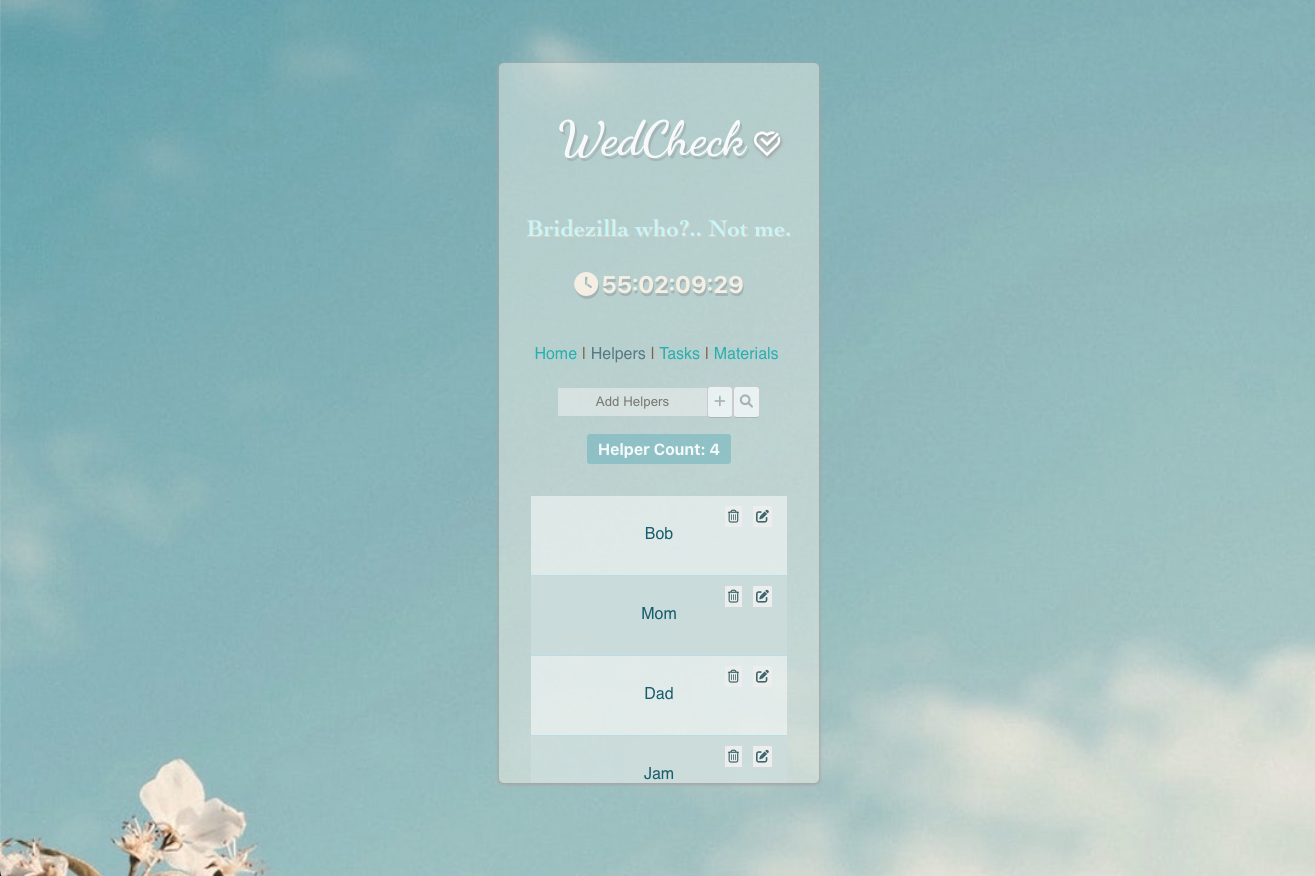 WedCheck
Bridezilla who?.. Not me.
55:02:09:29
Home | Helpers | Tasks | Materials
Add Helpers
Helper Count: 4
Bob
Mom
Dad
Jam